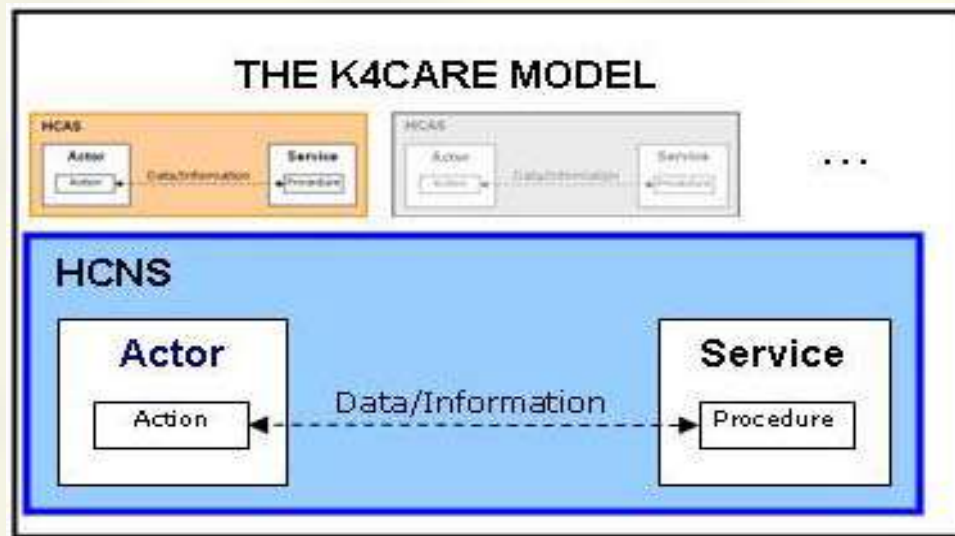 THE K4CARE MODEL
HCAS
Actor
Action
Data/Information
Service
Procedure
HCAS
Actor
Action
Data/Information
Service
Procedure
...
HCNS
Actor
Action
Data/Information
Service
Procedure